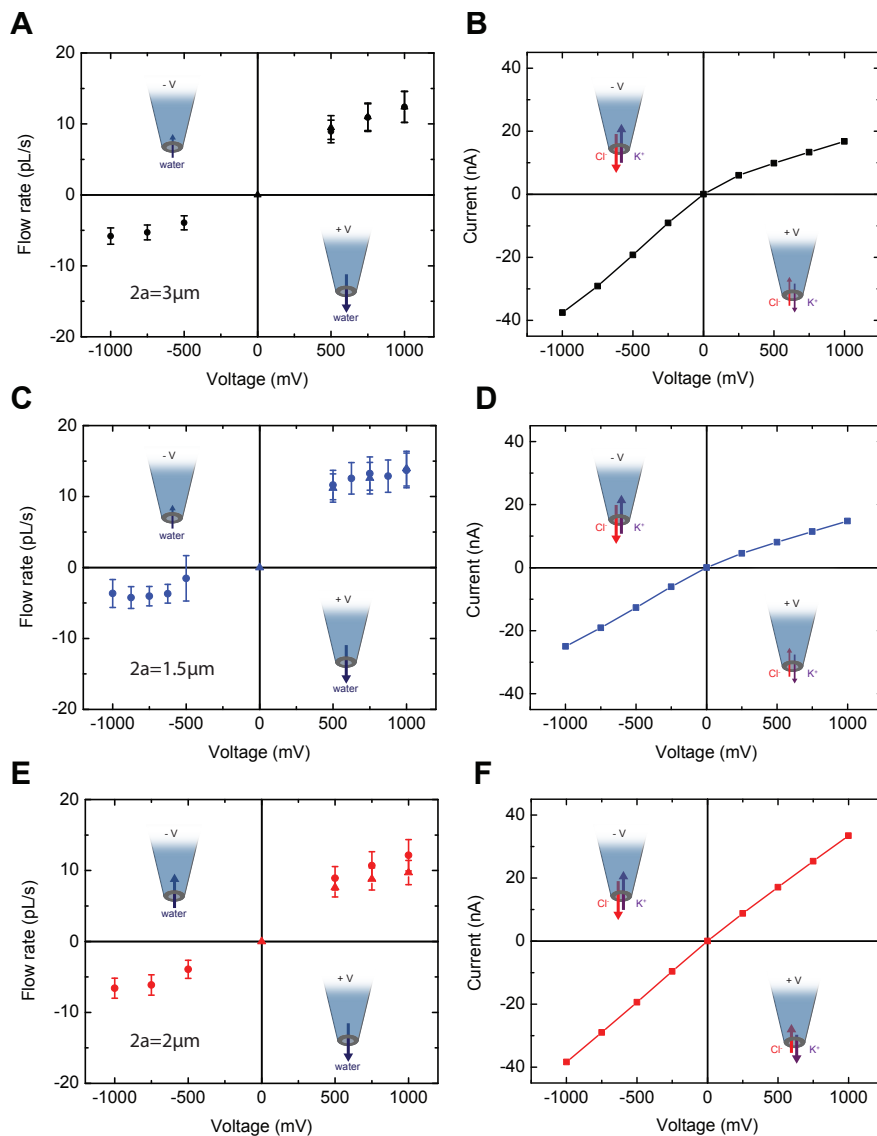 A
Flow rate (pL/s)
20
10
0
-10
-20
-1000
-500
0
500
1000
Voltage (mV)
- V
water
+ V
water
2a=3μm
B
Current (nA)
40
20
0
-20
-40
-1000
-500
0
500
1000
Voltage (mV)
- V
Cl⁻ K⁺
+ V
Cl⁻ K⁺
C
Flow rate (pL/s)
20
10
0
-10
-20
-1000
-500
0
500
1000
Voltage (mV)
- V
water
+ V
water
2a=1.5μm
D
Current (nA)
40
20
0
-20
-40
-1000
-500
0
500
1000
Voltage (mV)
- V
Cl⁻ K⁺
+ V
Cl⁻ K⁺
E
Flow rate (pL/s)
20
10
0
-10
-20
-1000
-500
0
500
1000
Voltage (mV)
- V
water
+ V
water
2a=2μm
F
Current (nA)
40
20
0
-20
-40
-1000
-500
0
500
1000
Voltage (mV)
- V
Cl⁻ K⁺
+ V
Cl⁻ K⁺